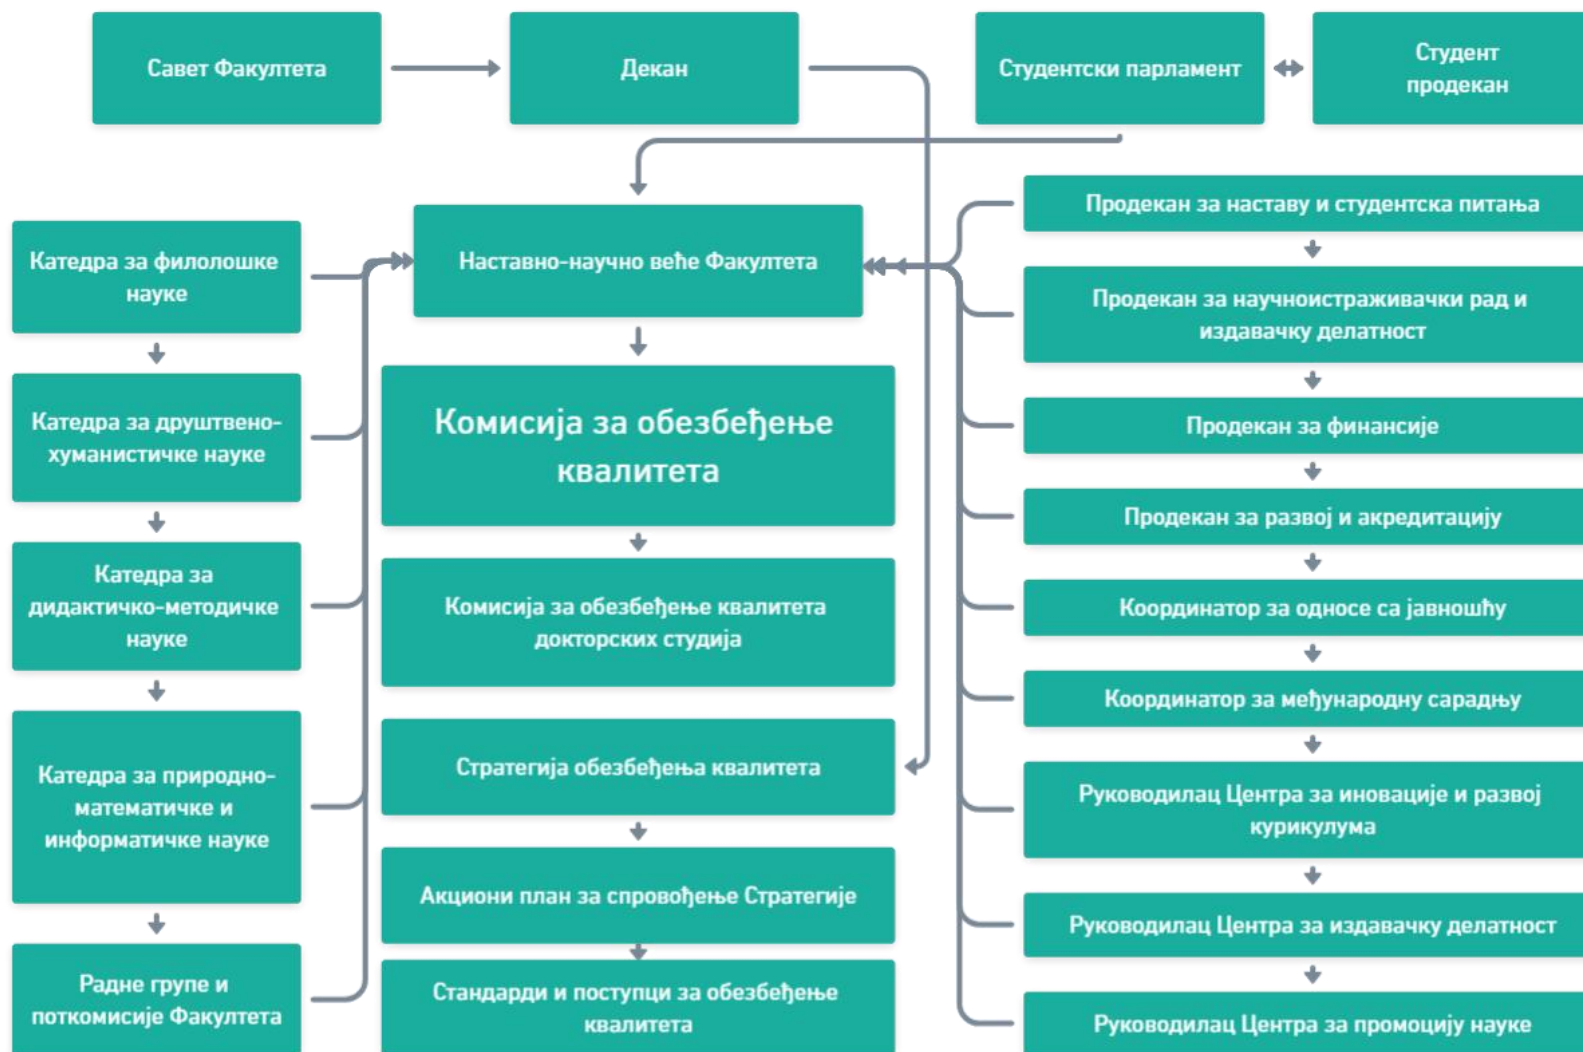 Савет Факултета
Декан
Студентски парламент
Студент
продекан
Катедра за филолошке
науке
Катедра за друштвено-
хуманистичке науке
Катедра за
дидактичко-методичке
науке
Катедра за природно-
математичке и
информатичке науке
Радне групе и
поткомисије Факултета
Наставно-научно веће Факултета
Комисија за обезбеђење
квалитета
Комисија за обезбеђење квалитета
докторских студија
Стратегија обезбеђења квалитета
Акциони план за спровођење Стратегије
Стандарди и поступци за обезбеђење
квалитета
Продекан за наставу и студентска питања
Продекан за научноистраживачки рад и
издавачку делатност
Продекан за финансије
Продекан за развој и акредитацију
Координатор за односе са јавношћу
Координатор за међународну сарадњу
Руководилац Центра за иновације и развој
курикулума
Руководилац Центра за издавачку делатност
Руководилац Центра за промоцију науке